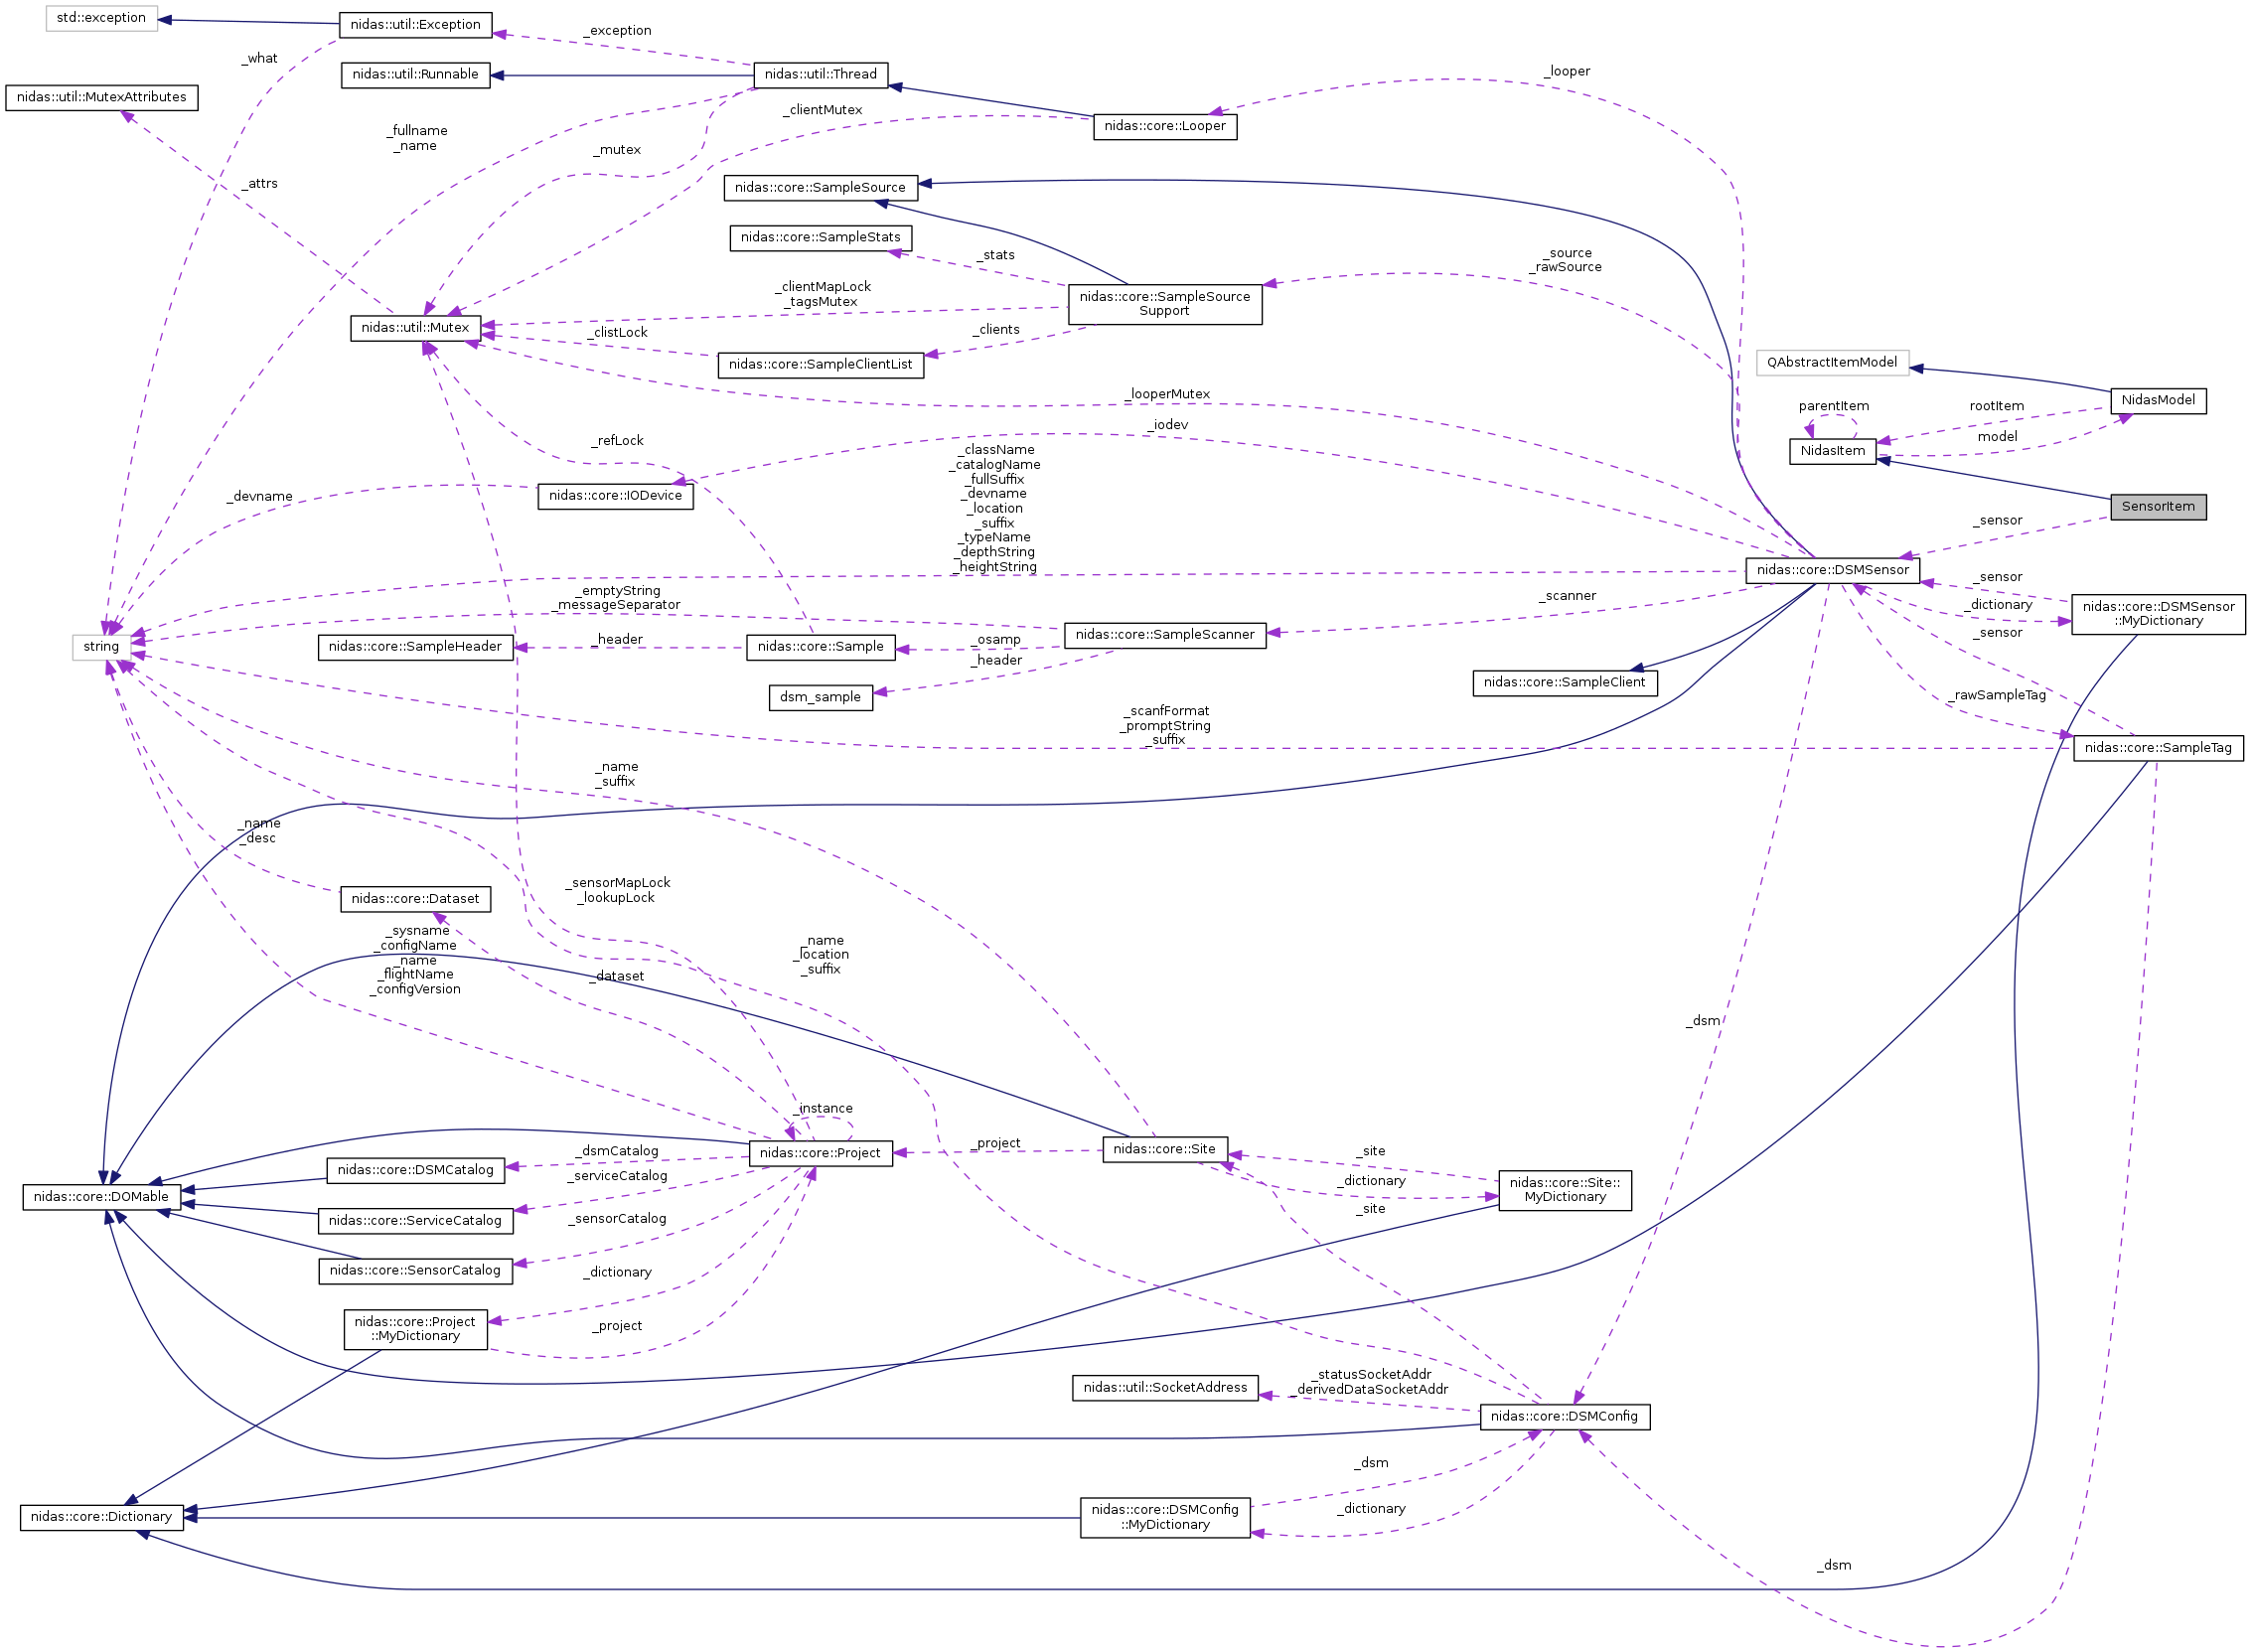 std::exception
nidas::util::Exception
_exception
_what
nidas::util::Runnable
nidas::util::Thread
_looper
nidas::util::MutexAttributes
_clientMutex
nidas::core::Looper
_fullname
_name
_mutex
_attrs
nidas::core::SampleSource
nidas::core::SampleStats
_stats
_source
_rawSource
_clientMapLock
_tagsMutex
nidas::core::SampleSource
Support
nidas::util::Mutex
_clistLock
_clients
nidas::core::SampleClientList
QAbstractItemModel
_looperMutex
parentItem
rootItem
NidasModel
_iodev
_refLock
model
NidasItem
_className
_catalogName
_fullSuffix
_devname
_location
_suffix
_typeName
_depthString
_heightString
_devname
nidas::core::IODevice
SensorItem
_sensor
nidas::core::DSMSensor
_sensor
_emptyString
_messageSeparator
_scanner
_dictionary
nidas::core::DSMSensor
::MyDictionary
string
nidas::core::SampleHeader
_header
nidas::core::Sample
_osamp
nidas::core::SampleScanner
_sensor
_header
dsm_sample
nidas::core::SampleClient
_rawSampleTag
_scanfFormat
_promptString
_suffix
nidas::core::SampleTag
_name
_suffix
_name
_desc
_sensorMapLock
_lookupLock
nidas::core::Dataset
_sysname
_configName
_name
_flightName
_configVersion
_name
_location
_suffix
_dataset
_dsm
_instance
nidas::core::Project
_project
nidas::core::Site
_dsmCatalog
nidas::core::DSMCatalog
_site
_serviceCatalog
_dictionary
nidas::core::Site::
MyDictionary
nidas::core::DOMable
_site
nidas::core::ServiceCatalog
_sensorCatalog
nidas::core::SensorCatalog
_dictionary
nidas::core::Project
::MyDictionary
_project
nidas::util::SocketAddress
_statusSocketAddr
_derivedDataSocketAddr
nidas::core::DSMConfig
_dsm
_dictionary
nidas::core::DSMConfig
::MyDictionary
nidas::core::Dictionary
_dsm